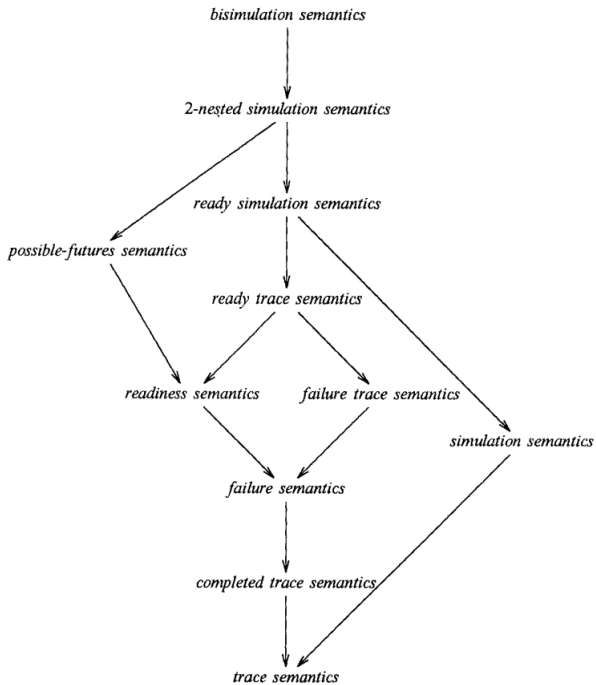 bisimulation semantics
2-nested simulation semantics
ready simulation semantics
possible-futures semantics
ready trace semantics
readiness semantics
failure trace semantics
simulation semantics
failure semantics
completed trace semantics
trace semantics